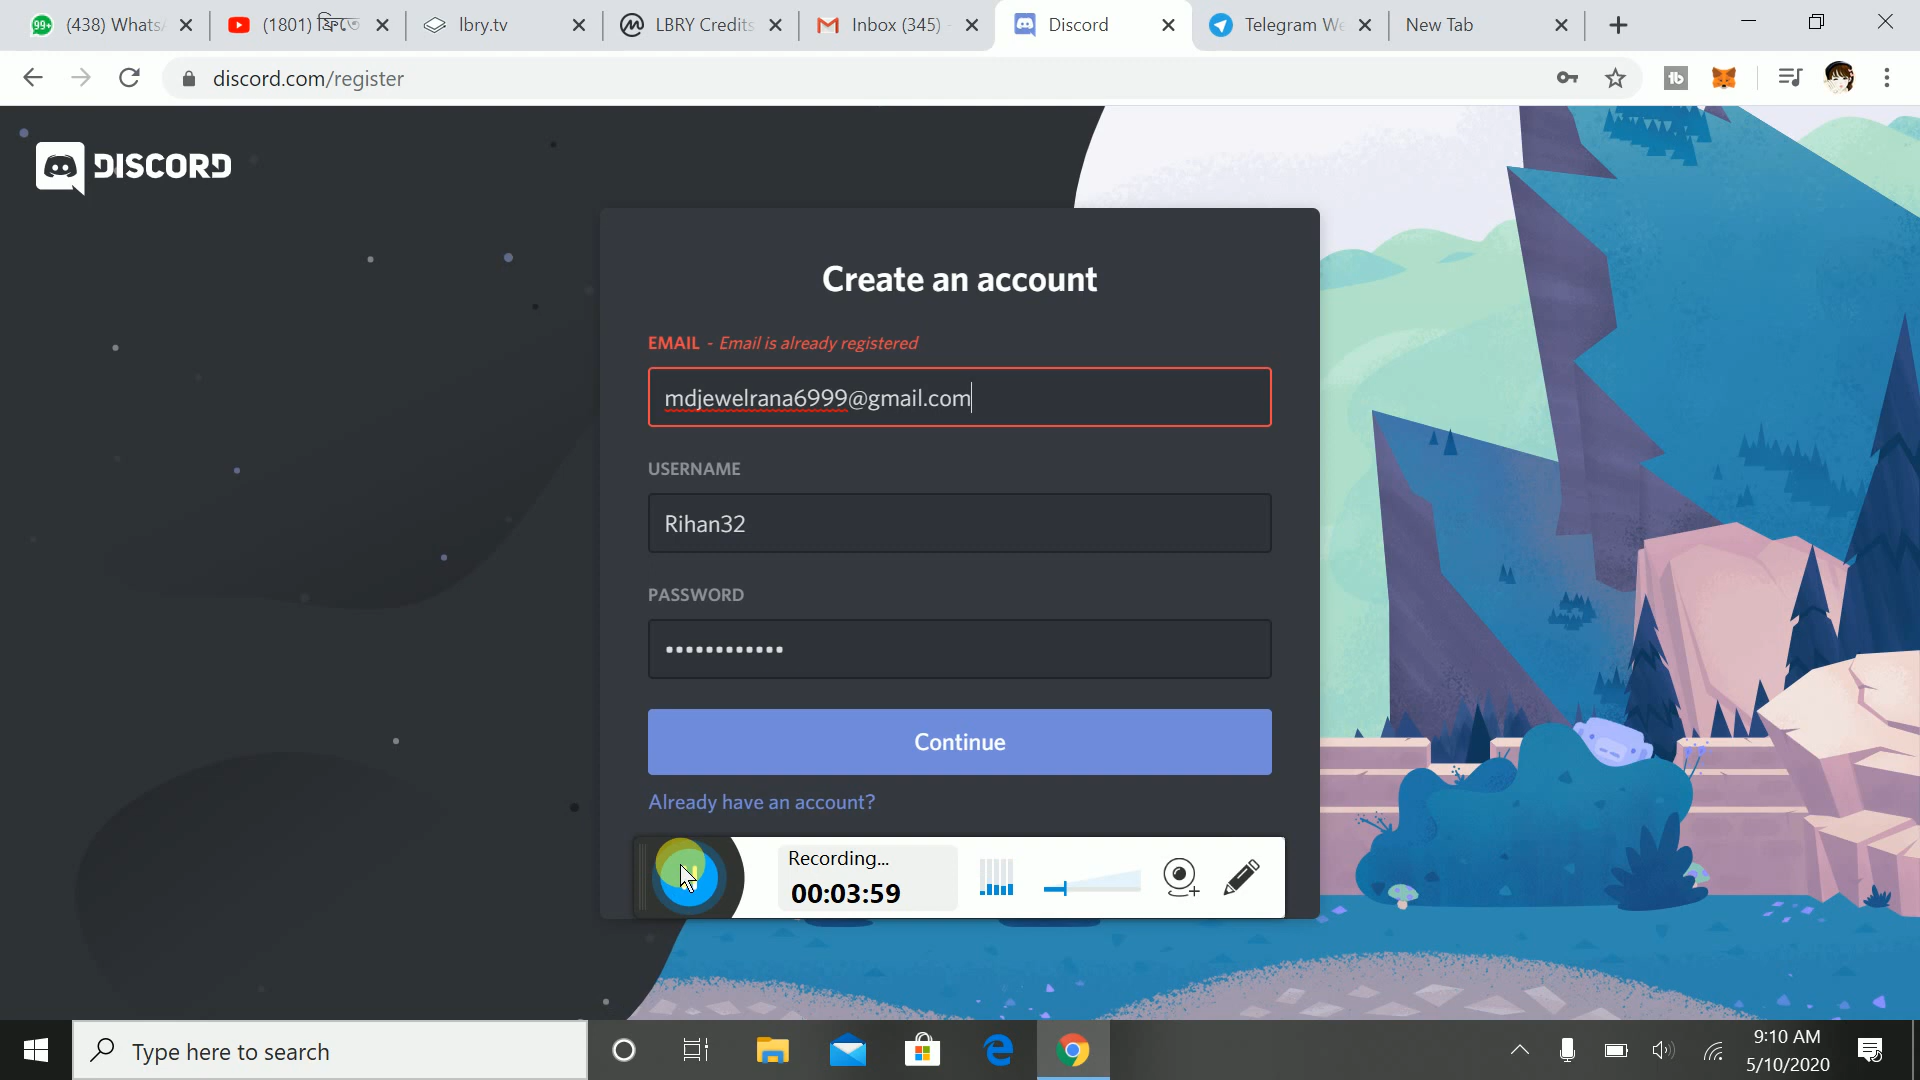 99+ (438) Whats
(1801) ফ্রিতে
lbry.tv
LBRY Credits
Inbox (345)
Discord
Telegram We
New Tab
discord.com/register
DISCORD
Create an account
EMAIL - Email is already registered
mdjewelrana6999@gmail.com
USERNAME
Rihan32
PASSWORD
Continue
Already have an account?
Recording...
00:03:59
Type here to search
9:10 AM
5/10/2020